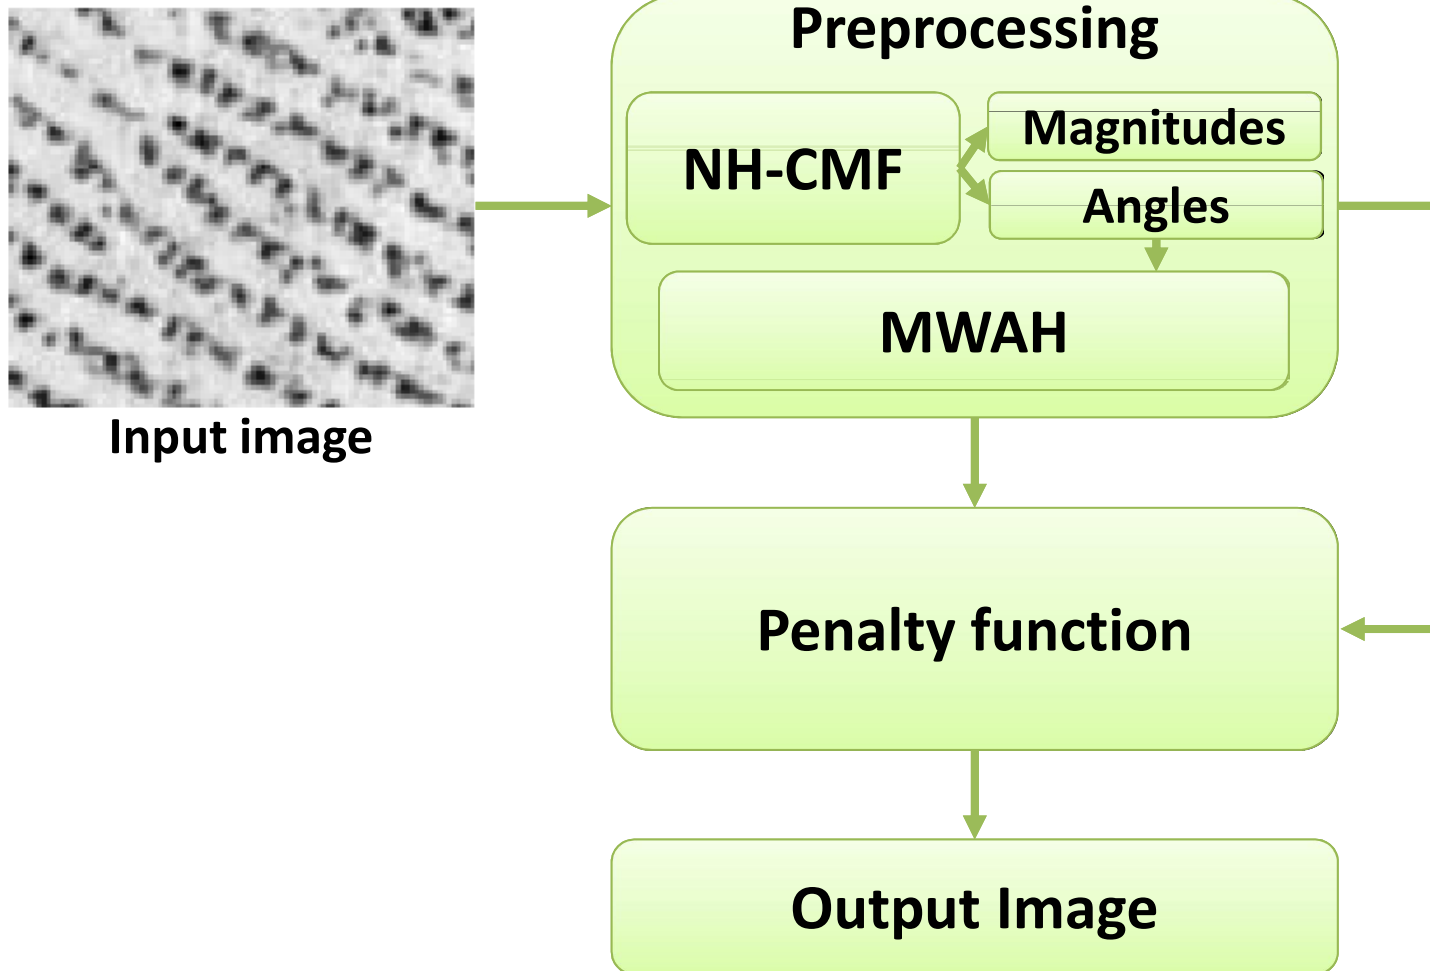 Preprocessing
NH-CMF
Magnitudes
Angles
MWAH
Input image
Penalty function
Output Image